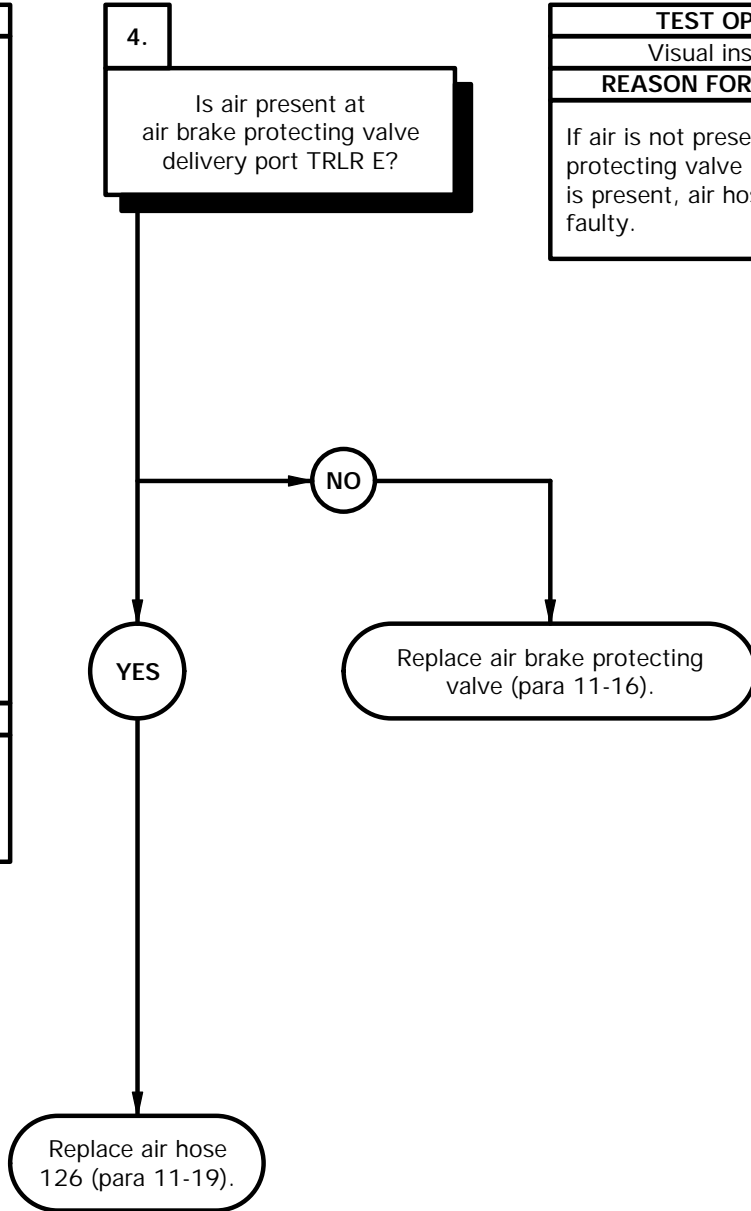 4.
Is air present at
air brake protecting valve
delivery port TRLR E?
TEST OP
Visual ins
REASON FOR
If air is not prese
protecting valve
is present, air hos
faulty.
NO
YES
Replace air brake protecting
valve (para 11-16).
Replace air hose
126 (para 11-19).